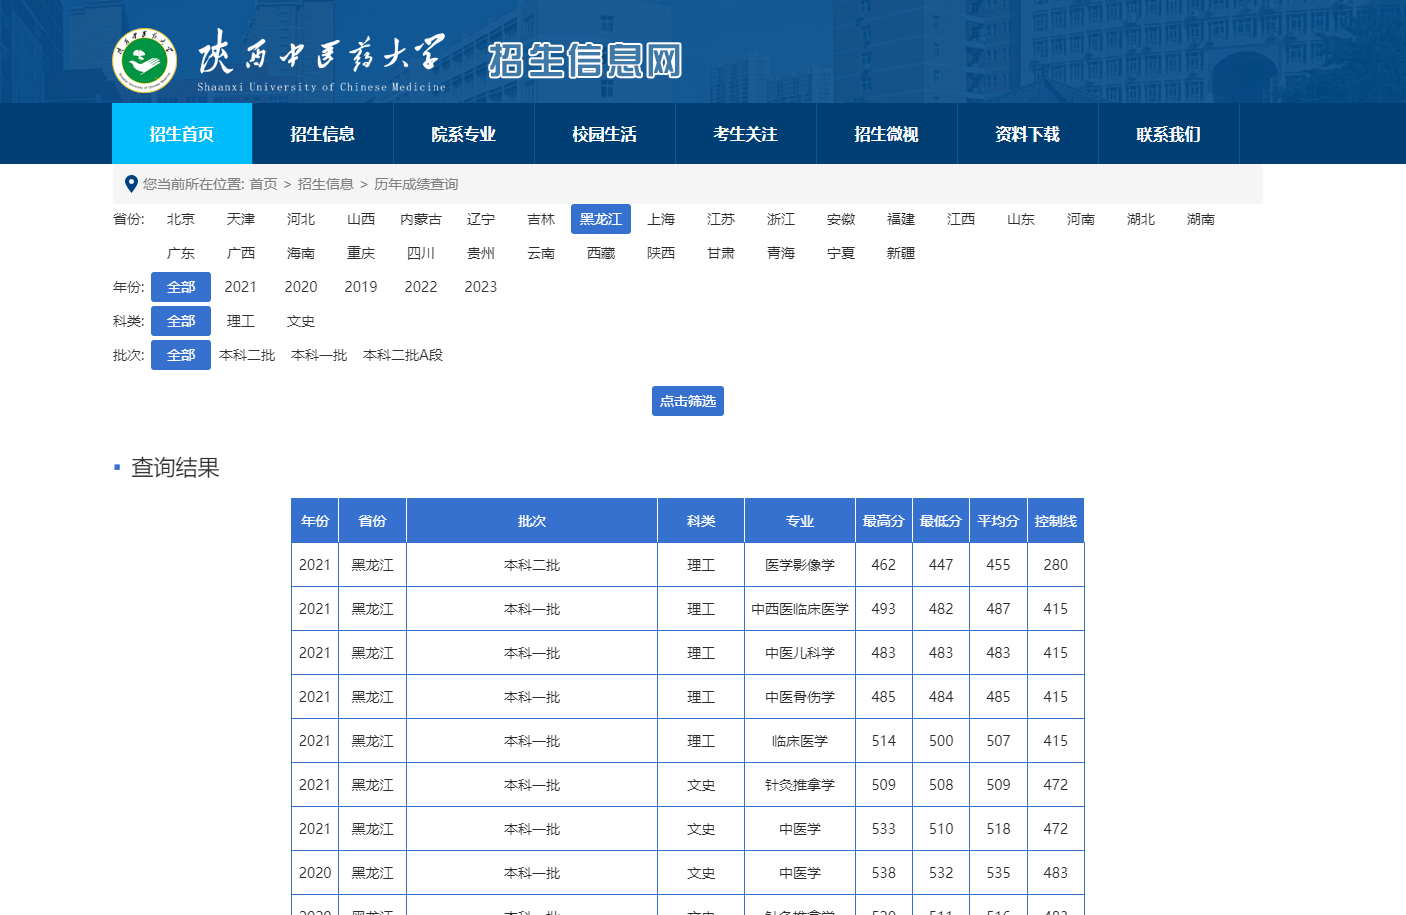 陕西中医药大学
Shaanxi University of Chinese Medicine
招生信息网
招生首页 招生信息 院系专业 校园生活 考生关注 招生微视 资料下载 联系我们
您当前所在位置: 首页 > 招生信息 > 历年成绩查询
省份: 北京 天津 河北 山西 内蒙古 辽宁 吉林 黑龙江 上海 江苏 浙江 安徽 福建 江西 山东 河南 湖北 湖南
广东 广西 海南 重庆 四川 贵州 云南 西藏 陕西 甘肃 青海 宁夏 新疆
年份: 全部 2021 2020 2019 2022 2023
科类: 全部 理工 文史
批次: 全部 本科二批 本科一批 本科二批A段
点击筛选
查询结果
年份 省份 批次 科类 专业 最高分 最低分 平均分 控制线
2021 黑龙江 本科二批 理工 医学影像学 462 447 455 280
2021 黑龙江 本科一批 理工 中西医临床医学 493 482 487 415
2021 黑龙江 本科一批 理工 中医儿科学 483 483 483 415
2021 黑龙江 本科一批 理工 中医骨伤学 485 484 485 415
2021 黑龙江 本科一批 理工 临床医学 514 500 507 415
2021 黑龙江 本科一批 文史 针灸推拿学 509 508 509 472
2021 黑龙江 本科一批 文史 中医学 533 510 518 472
2020 黑龙江 本科一批 文史 中医学 538 532 535 483